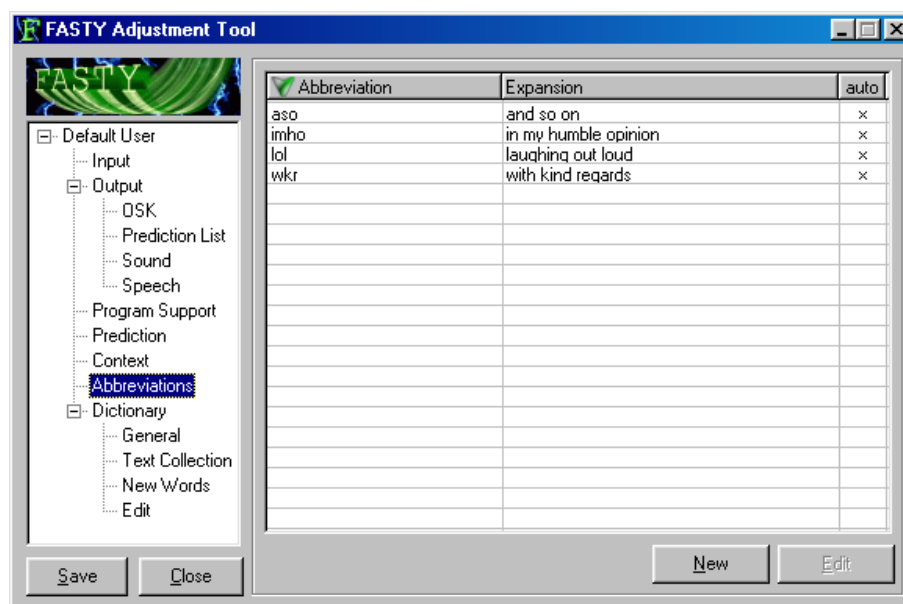 FASTY Adjustment Tool
FASTY
Default User
Input
Output
OSK
Prediction List
Sound
Speech
Program Support
Prediction
Context
Abbreviations
Dictionary
General
Text Collection
New Words
Edit
Save Close
Abbreviation Expansion auto
aso and so on ×
imho in my humble opinion ×
lol laughing out loud ×
wkr with kind regards ×
New Edit